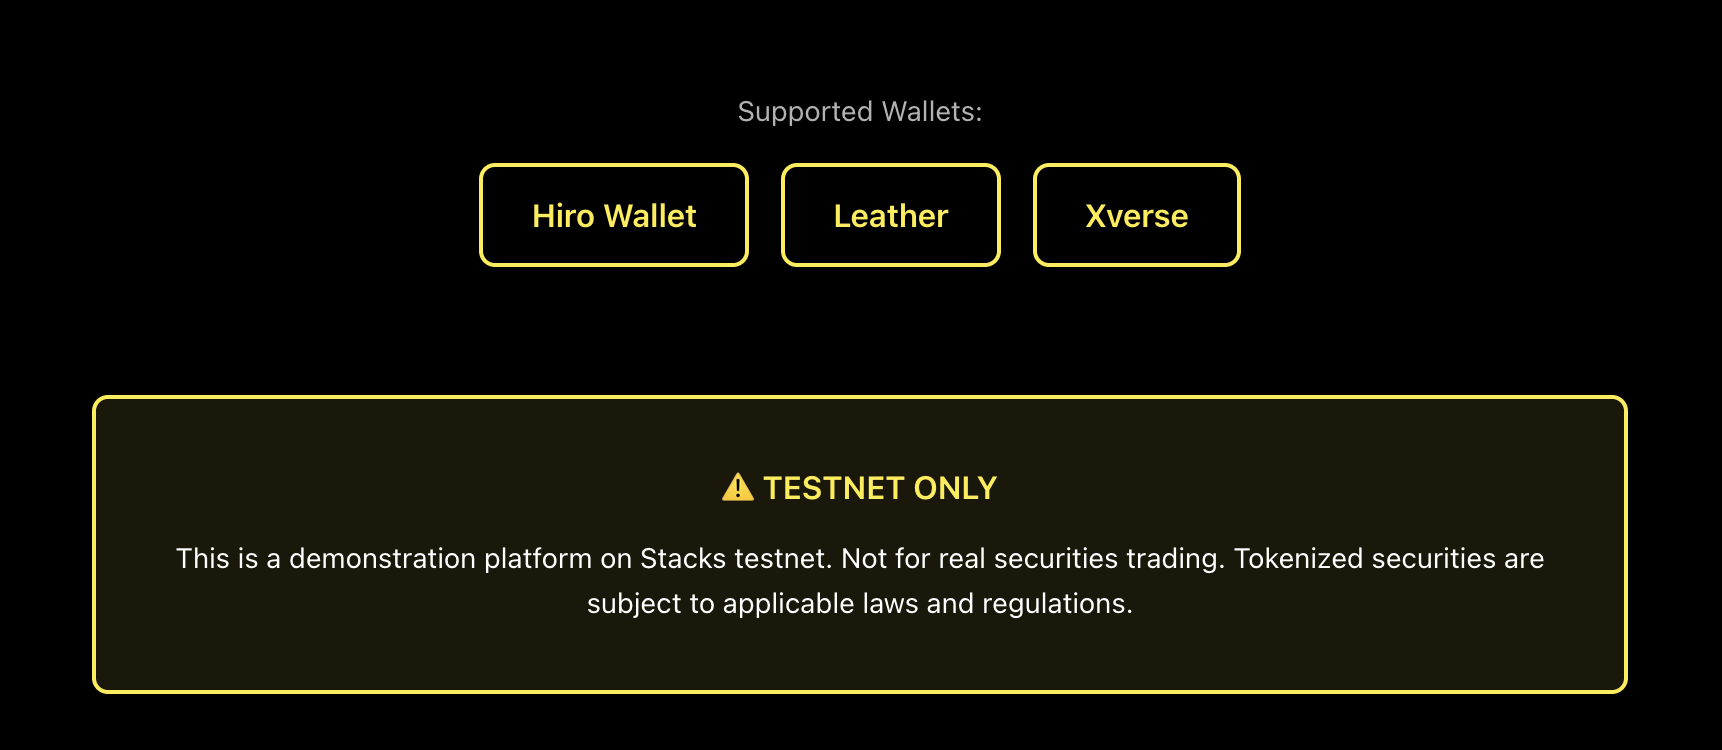 Supported Wallets:
Hiro Wallet
Leather
Xverse
⚠️ TESTNET ONLY
This is a demonstration platform on Stacks testnet. Not for real securities trading. Tokenized securities are
subject to applicable laws and regulations.